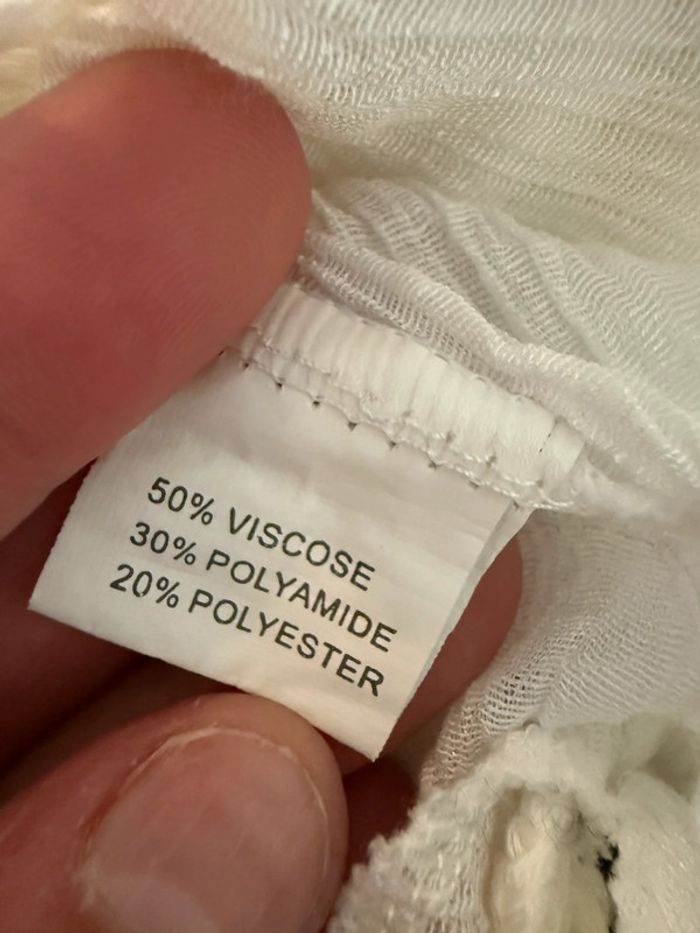 50% VISCOSE
30% POLYAMIDE
20% POLYESTER